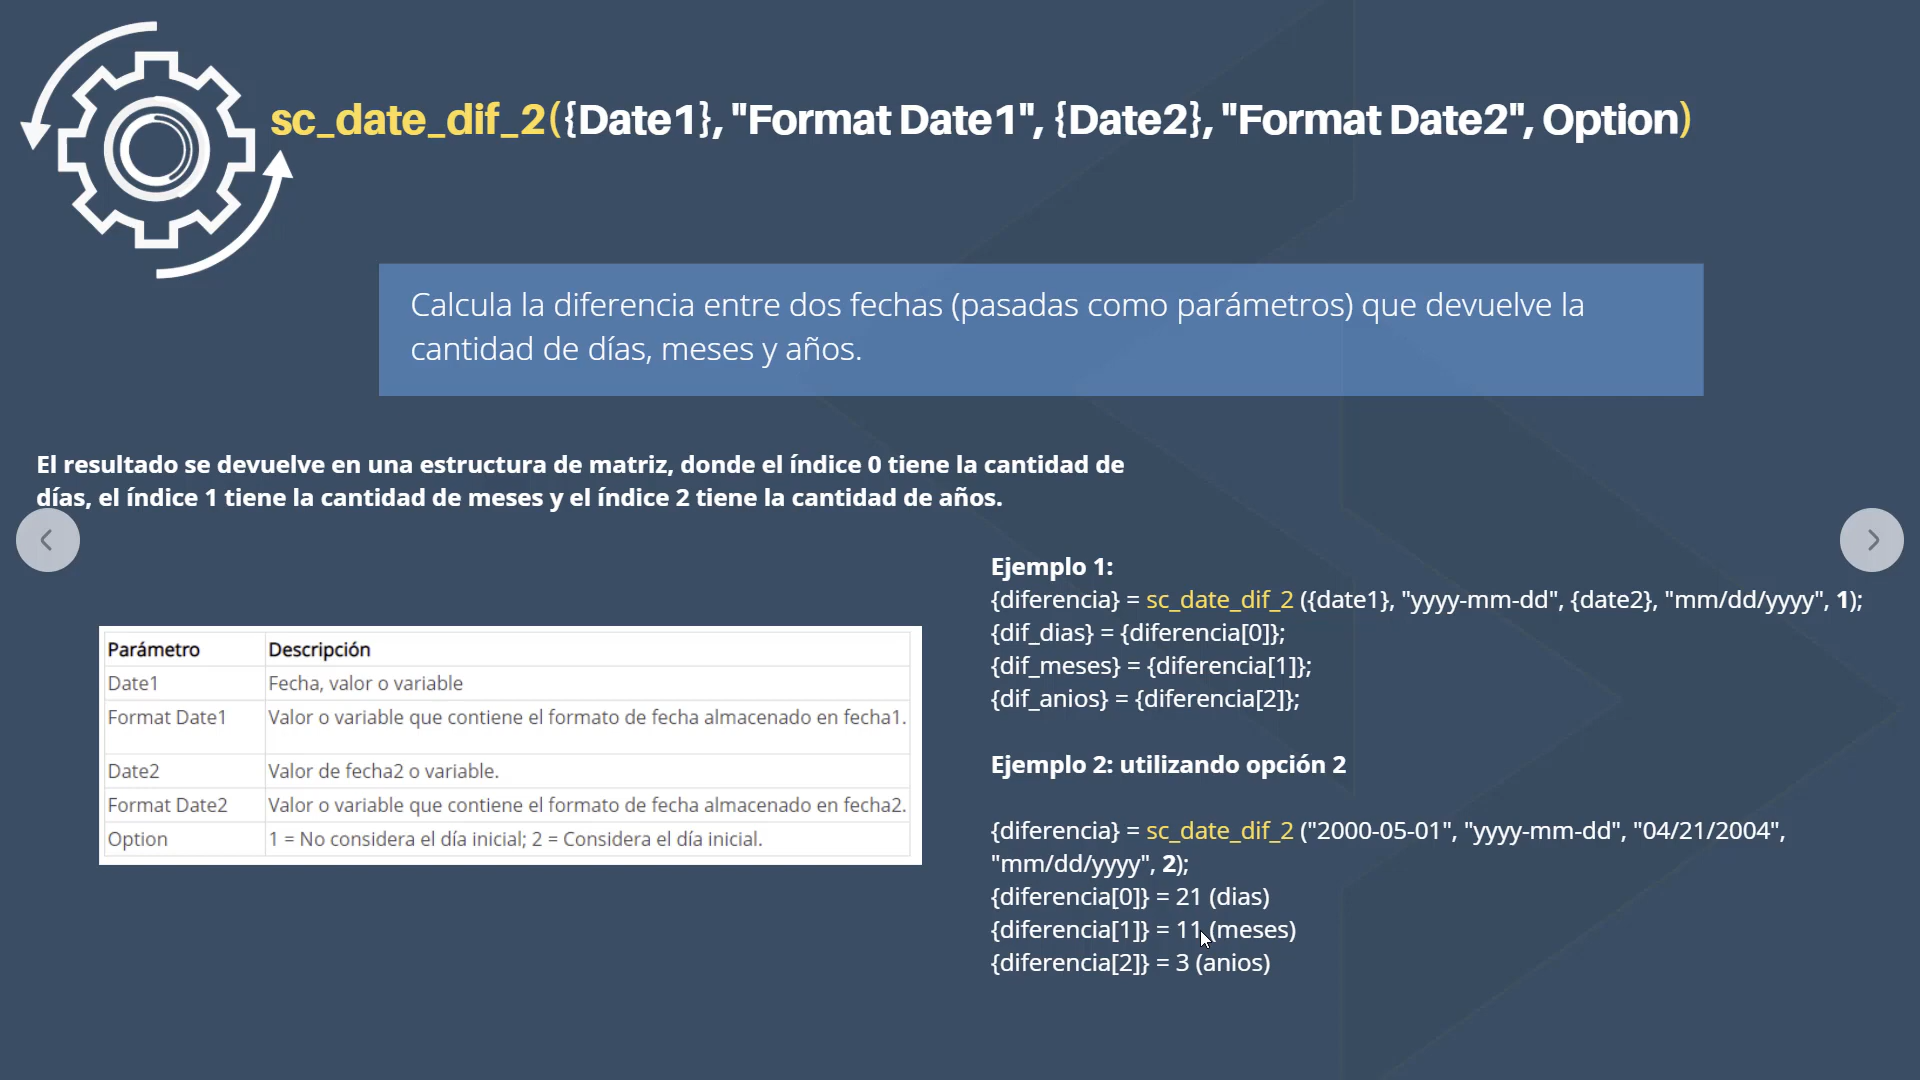 sc_date_dif_2({Date1}, "Format Date1", {Date2}, "Format Date2", Option)
Calcula la diferencia entre dos fechas (pasadas como parámetros) que devuelve la
cantidad de días, meses y años.
El resultado se devuelve en una estructura de matriz, donde el índice 0 tiene la cantidad de
días, el índice 1 tiene la cantidad de meses y el índice 2 tiene la cantidad de años.
Parámetro Descripción
Date1 Fecha, valor o variable
Format Date1 Valor o variable que contiene el formato de fecha almacenado en fecha1.
Date2 Valor de fecha2 o variable.
Format Date2 Valor o variable que contiene el formato de fecha almacenado en fecha2.
Option 1 = No considera el día inicial; 2 = Considera el día inicial.
Ejemplo 1:
{diferencia} = sc_date_dif_2 ({date1}, "yyyy-mm-dd", {date2}, "mm/dd/yyyy", 1);
{dif_dias} = {diferencia[0]};
{dif_meses} = {diferencia[1]};
{dif_anios} = {diferencia[2]};
Ejemplo 2: utilizando opción 2
{diferencia} = sc_date_dif_2 ("2000-05-01", "yyyy-mm-dd", "04/21/2004",
"mm/dd/yyyy", 2);
{diferencia[0]} = 21 (dias)
{diferencia[1]} = 11 (meses)
{diferencia[2]} = 3 (anios)